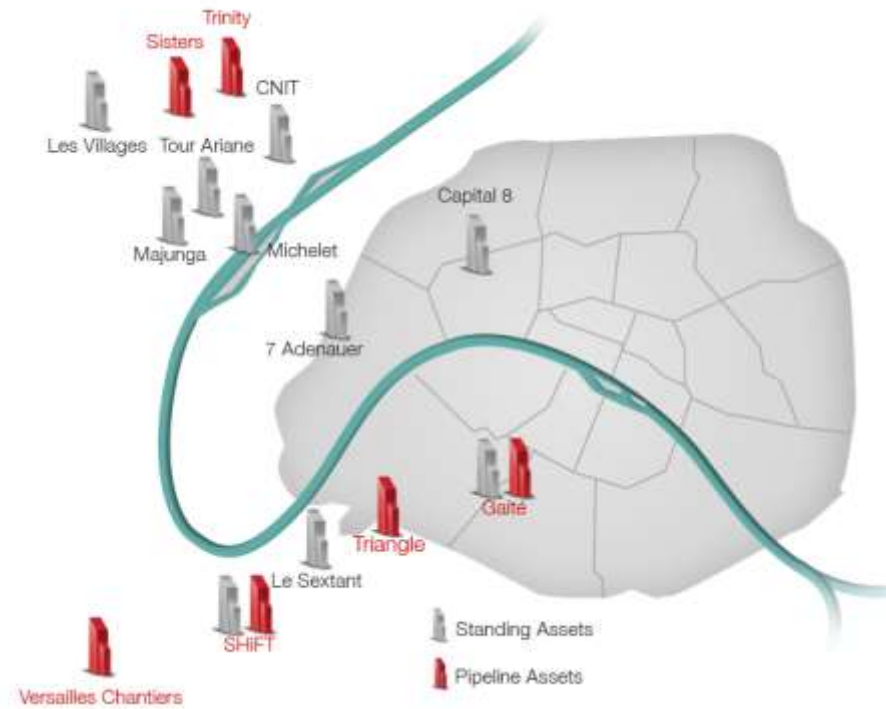 Trinity
Sisters
CNIT
Les Villages
Tour Ariane
Capital 8
Majunga
Michelet
7 Adenauer
Gaîté
Triangle
Le Sextant
SHiFT
Standing Assets
Pipeline Assets
Versailles Chantiers